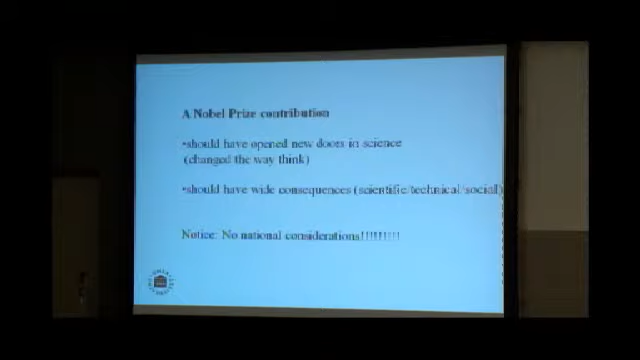 A Nobel Prize contribution
•should have opened new doors in science
(changed the way think)
•should have wide consequences (scientific/technical/social)
Notice: No national considerations!!!!!!!!!